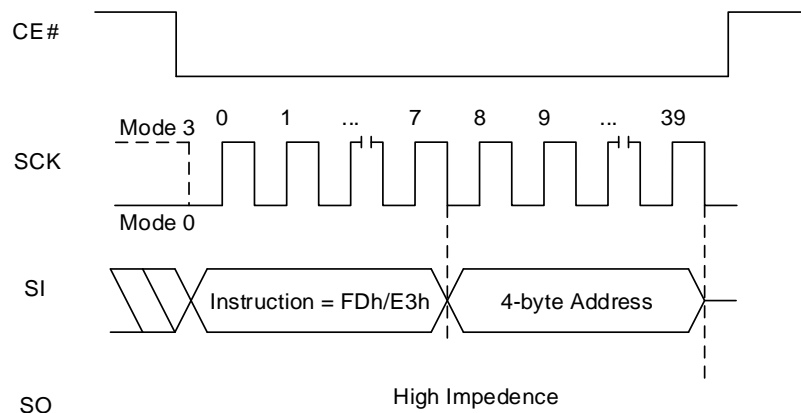 CE#
Mode 3
0 1 ... 7 8 9 ... 39
SCK
Mode 0
SI
Instruction = FDh/E3h
4-byte Address
High Impedence
SO